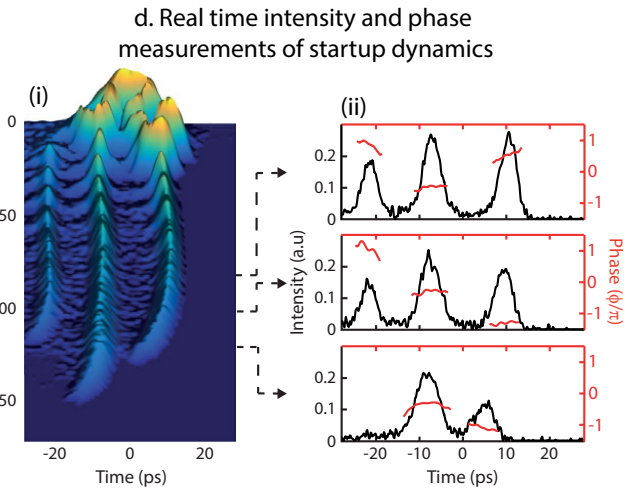 d. Real time intensity and phase
measurements of startup dynamics
(i)
0
50
00
50
-20 0 20
Time (ps)
(ii)
Intensity (a.u)
0.2
0.1
0
1
0
-1
0.2
0.1
0
1
0
-1
0.2
0.1
0
1
0
-1
Phase (ϕ/π)
-20 -10 0 10 20
Time (ps)